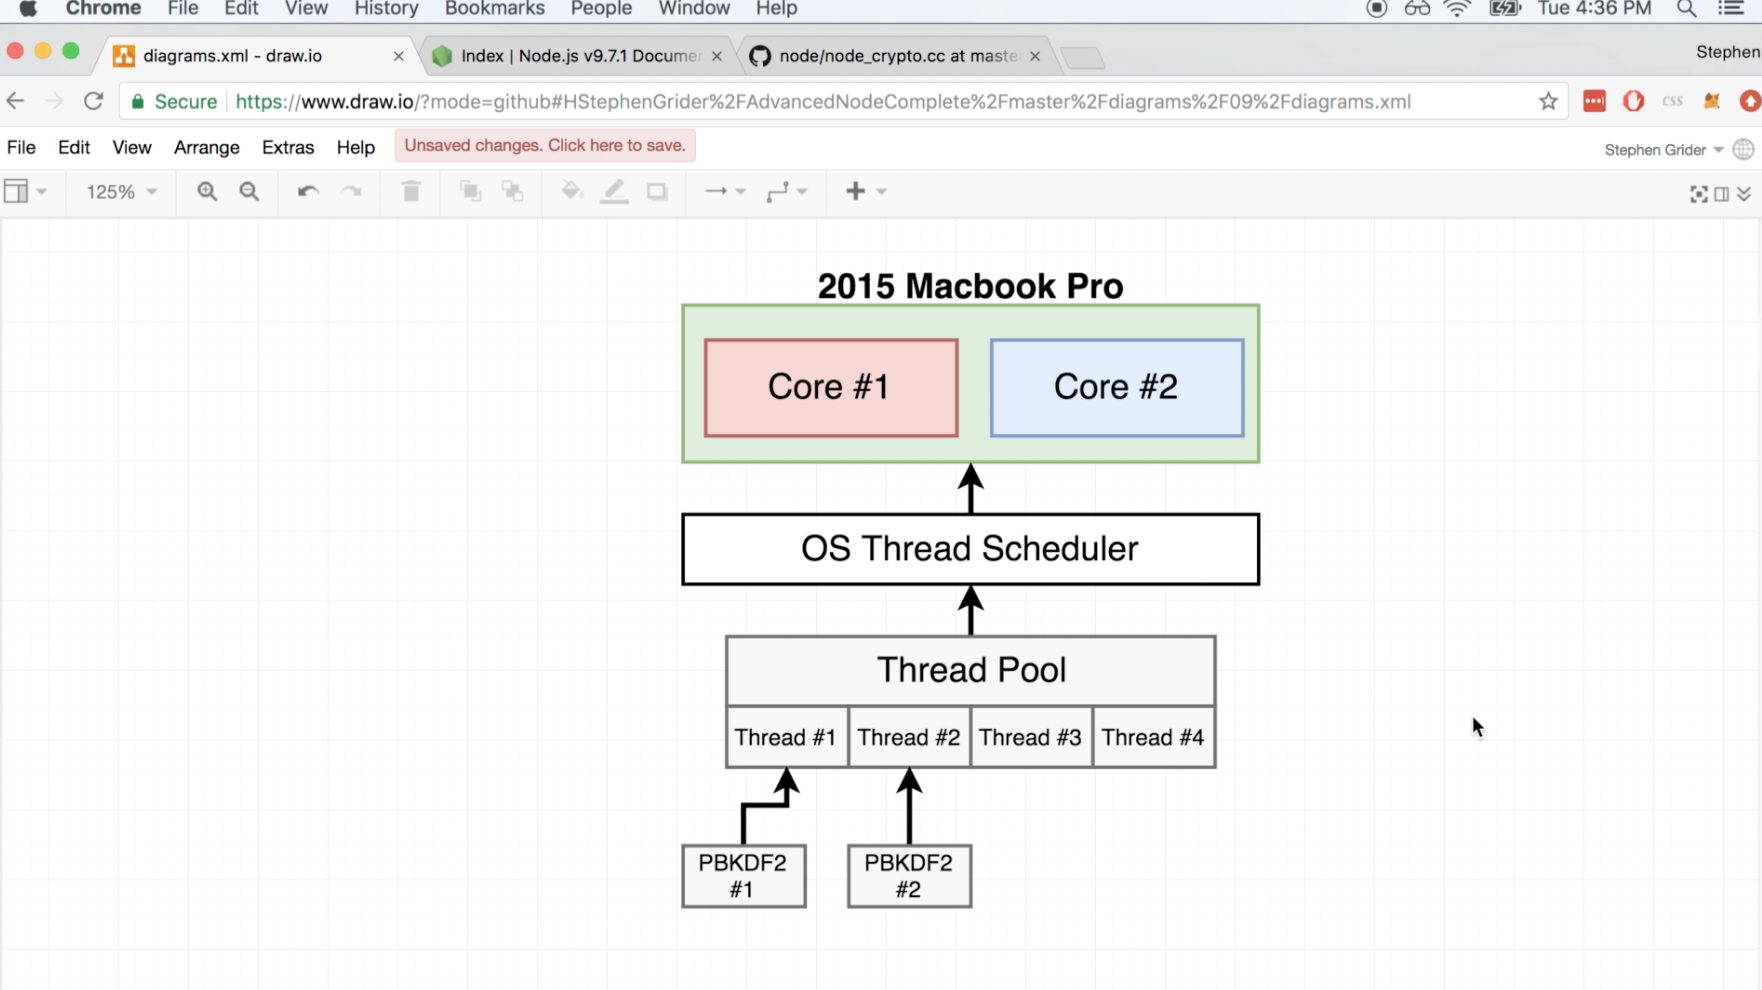 Chrome File Edit View History Bookmarks People Window Help Tue 4:36 PM
diagrams.xml - draw.io Index | Node.js v9.7.1 Documen node/node_crypto.cc at maste Stephen
Secure https://www.draw.io/?mode=github#HStephenGrider%2FAdvancedNodeComplete%2Fmaster%2Fdiagrams%2F09%2Fdiagrams.xml css
File Edit View Arrange Extras Help Unsaved changes. Click here to save. Stephen Grider
125%
2015 Macbook Pro
Core #1 Core #2
OS Thread Scheduler
Thread Pool
Thread #1 Thread #2 Thread #3 Thread #4
PBKDF2 PBKDF2
#1 #2